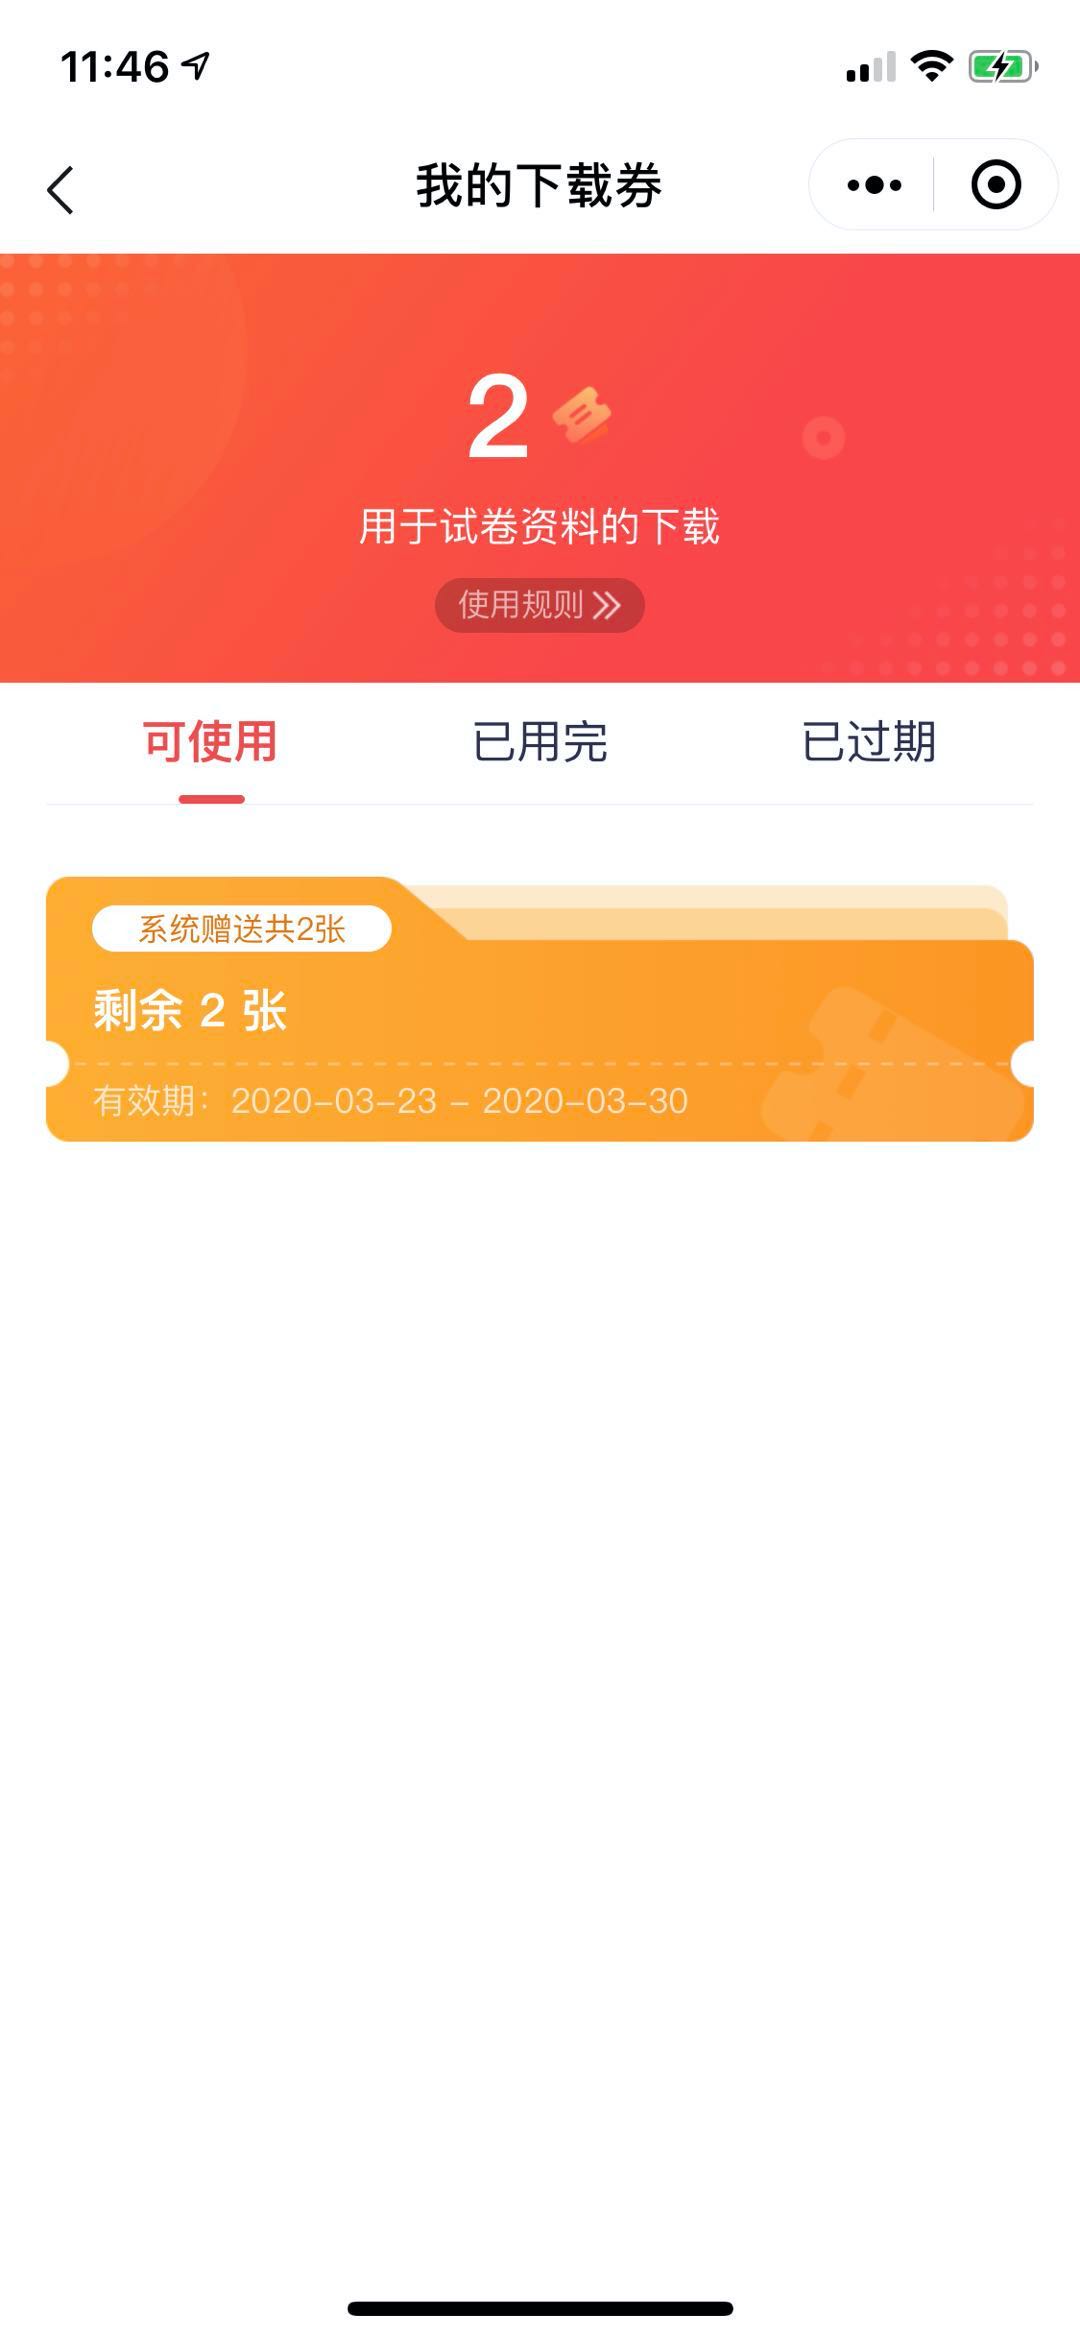 11:46
我的下载券
2
用于试卷资料的下载
使用规则
可使用 已用完 已过期
系统赠送共2张
剩余 2 张
有效期：2020-03-23 - 2020-03-30